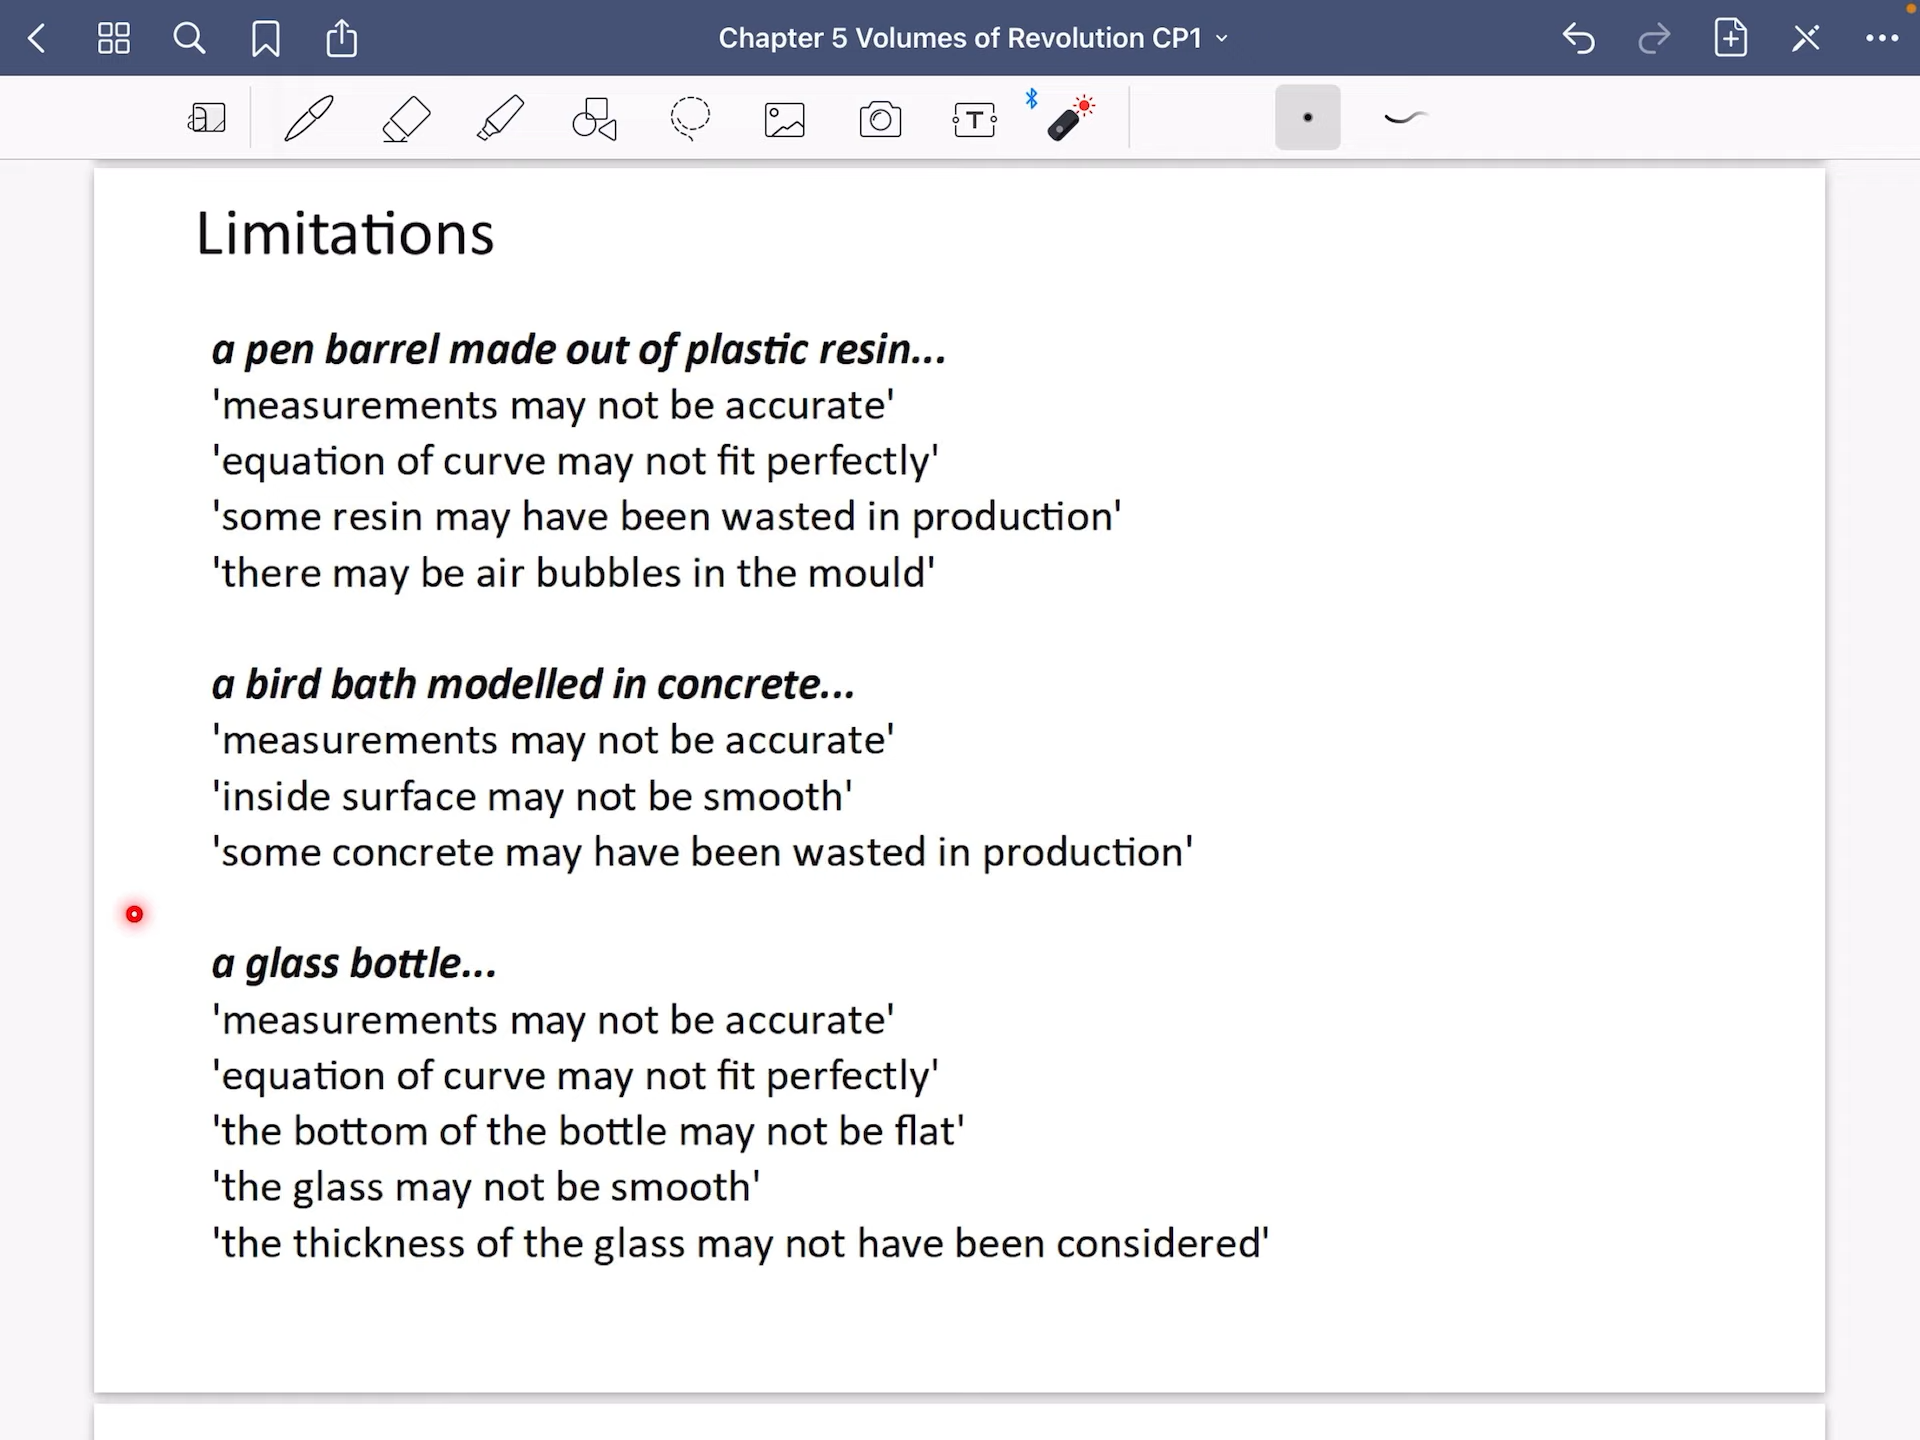 Chapter 5 Volumes of Revolution CP1
Limitations
a pen barrel made out of plastic resin...
'measurements may not be accurate'
'equation of curve may not fit perfectly'
'some resin may have been wasted in production'
'there may be air bubbles in the mould'
a bird bath modelled in concrete...
'measurements may not be accurate'
'inside surface may not be smooth'
'some concrete may have been wasted in production'
a glass bottle...
'measurements may not be accurate'
'equation of curve may not fit perfectly'
'the bottom of the bottle may not be flat'
'the glass may not be smooth'
'the thickness of the glass may not have been considered'